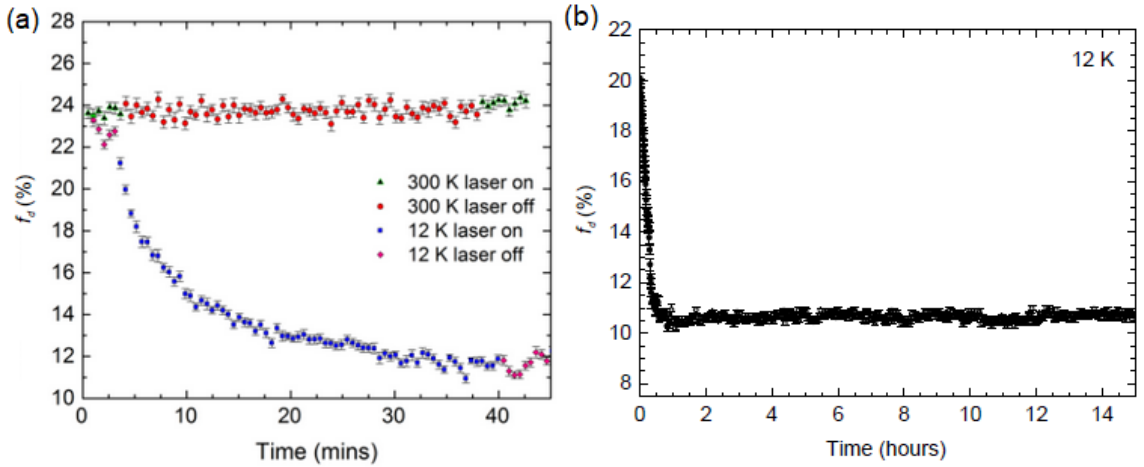 (a)
28
26
24
22
20
18
16
14
12
10
f_d (%)
300 K laser on
300 K laser off
12 K laser on
12 K laser off
0
10
20
30
40
Time (mins)
(b)
22
20
18
16
14
12
10
8
f_d (%)
12 K
0
2
4
6
8
10
12
14
Time (hours)